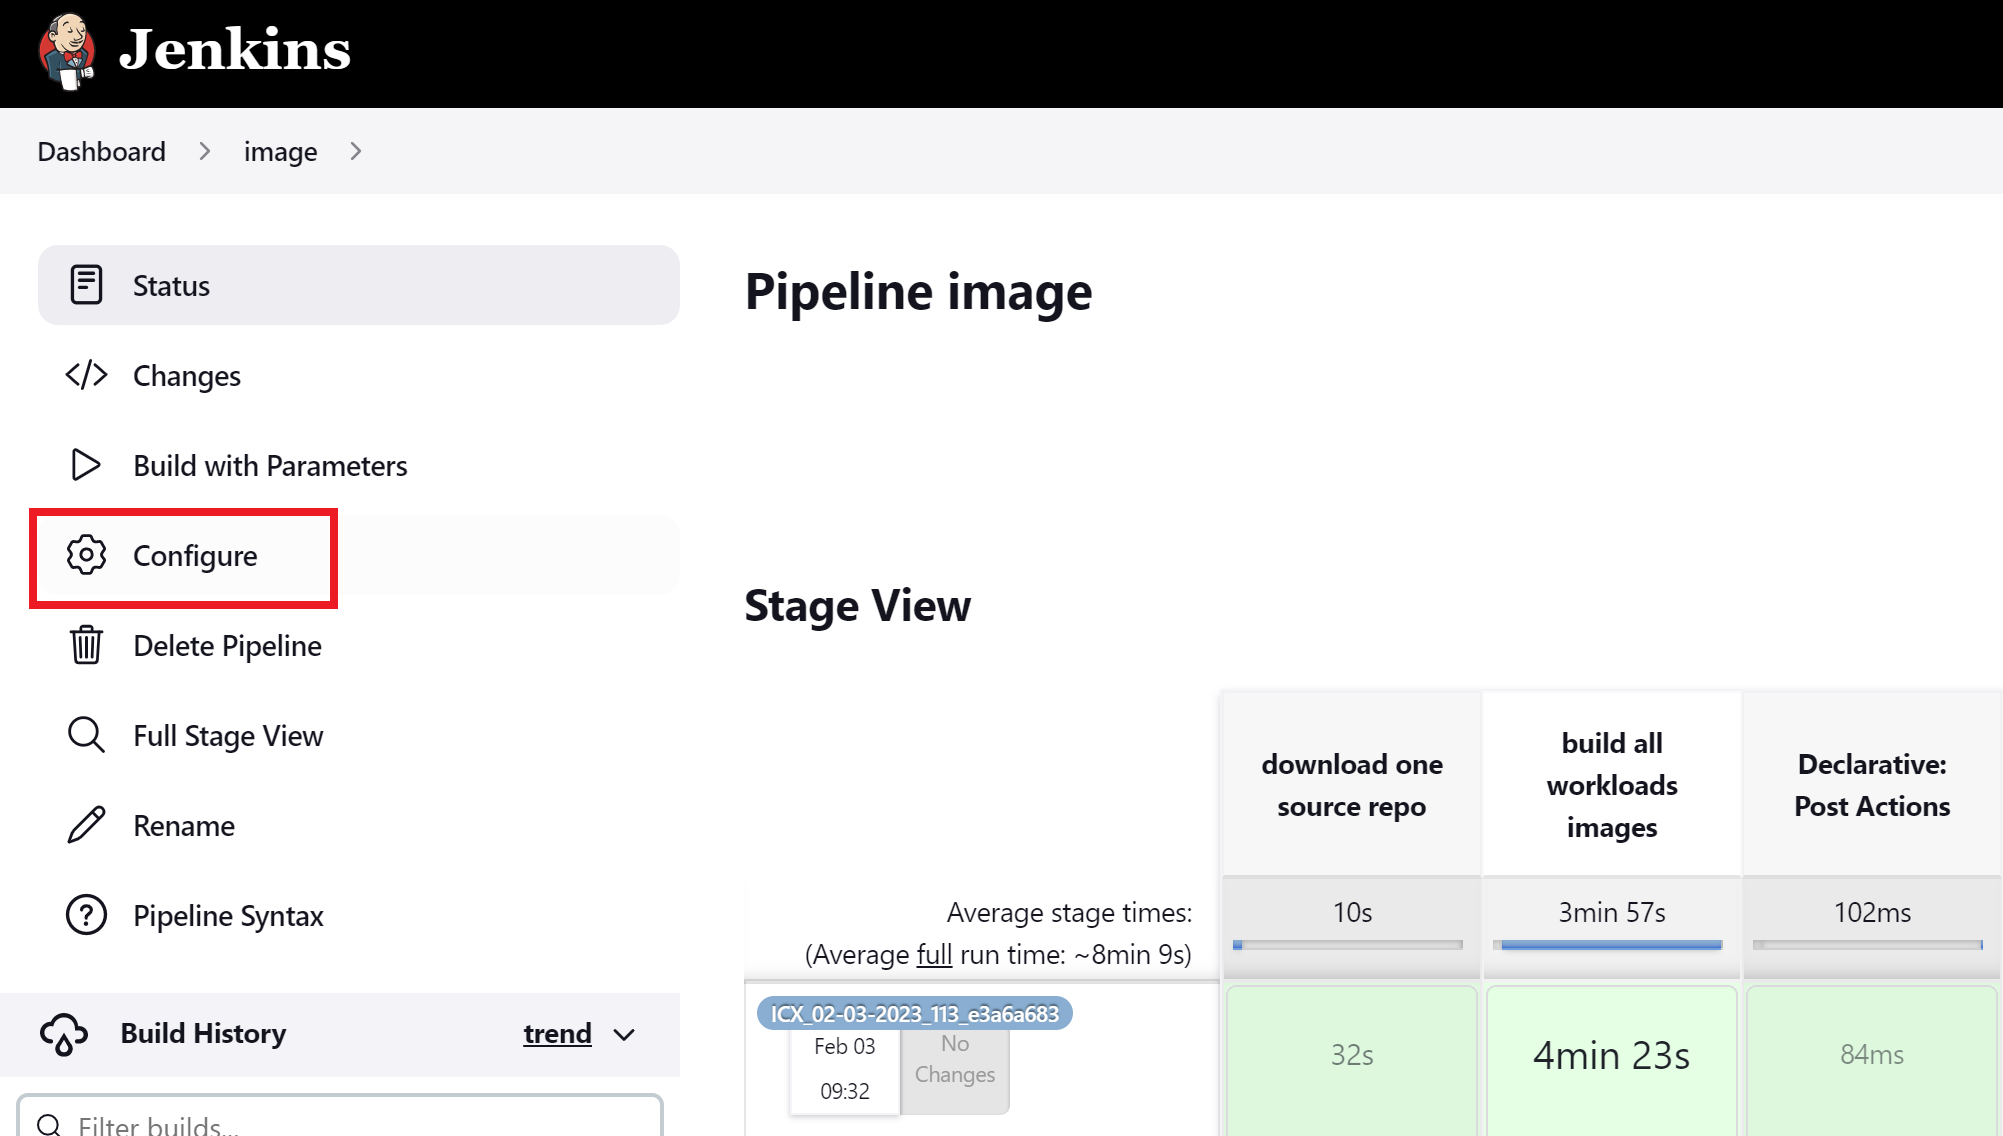 Jenkins
Dashboard
image
Status
Changes
Build with Parameters
Configure
Delete Pipeline
Full Stage View
Rename
Pipeline Syntax
Build History
trend
Filter builds...
Pipeline image
Stage View
download one
source repo
build all
workloads
images
Declarative:
Post Actions
Average stage times:
(Average full run time: ~8min 9s)
10s
3min 57s
102ms
ICX_02-03-2023_113_e3a6a683
Feb 03
09:32
No
Changes
32s
4min 23s
84ms